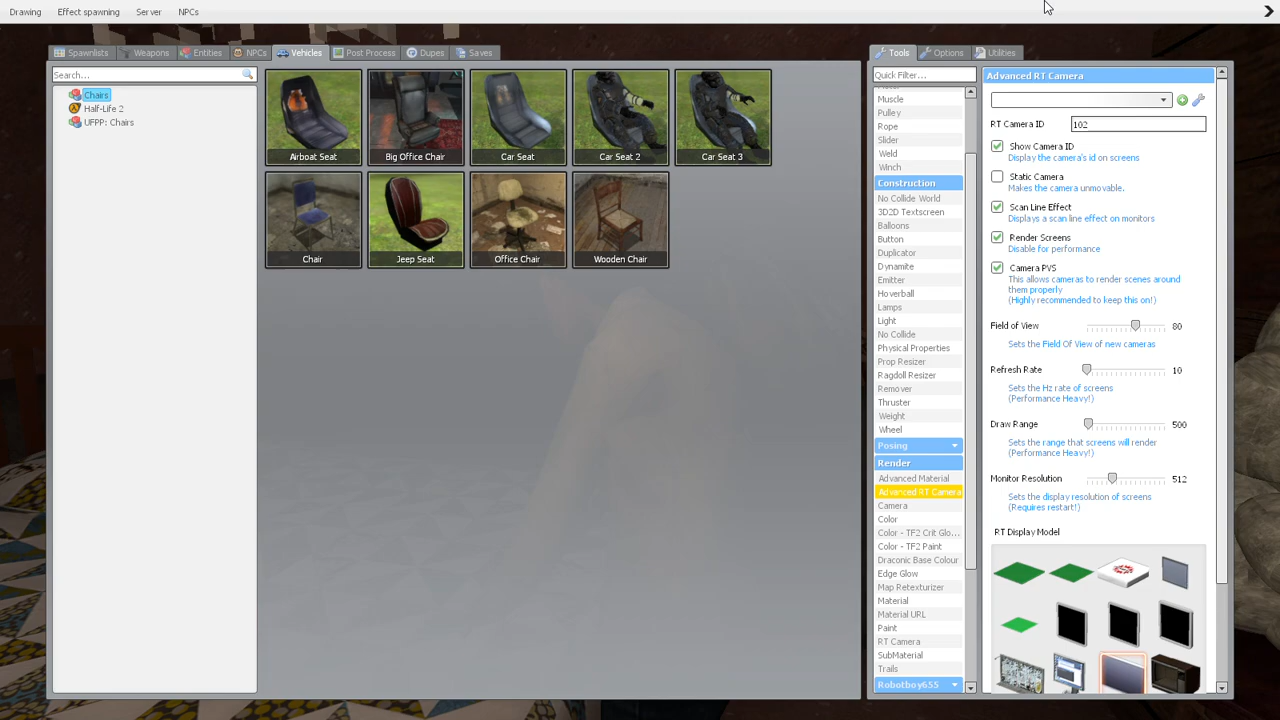 Drawing Effect spawning Server NPCs
Spawnlists Weapons Entities NPCs Vehicles Post Process Dupes Saves
Search...
Chairs
Half-Life 2
UFPP: Chairs
Airboat Seat
Big Office Chair
Car Seat
Car Seat 2
Car Seat 3
Chair
Jeep Seat
Office Chair
Wooden Chair
Tools Options Utilities
Quick Filter...
Muscle
Pulley
Rope
Slider
Weld
Winch
Construction
No Collide World
3D2D Textscreen
Balloons
Button
Duplicator
Dynamite
Emitter
Hoverball
Lamps
Light
No Collide
Physical Properties
Prop Resizer
Ragdoll Resizer
Remover
Thruster
Weight
Wheel
Posing
Render
Advanced Material
Advanced RT Camera
Camera
Color
Color - TF2 Crit Glo...
Color - TF2 Paint
Draconic Base Colour
Edge Glow
Map Retexturizer
Material
Material URL
Paint
RT Camera
SubMaterial
Trails
Robotboy655
Advanced RT Camera
RT Camera ID 102
Show Camera ID
Display the camera's id on screens
Static Camera
Makes the camera unmovable.
Scan Line Effect
Displays a scan line effect on monitors
Render Screens
Disable for performance
Camera PVS
This allows cameras to render scenes around
them properly
(Highly recommended to keep this on!)
Field of View 80
Sets the Field Of View of new cameras
Refresh Rate 10
Sets the Hz rate of screens
(Performance Heavy!)
Draw Range 500
Sets the range that screens will render
(Performance Heavy!)
Monitor Resolution 512
Sets the display resolution of screens
(Requires restart!)
RT Display Model